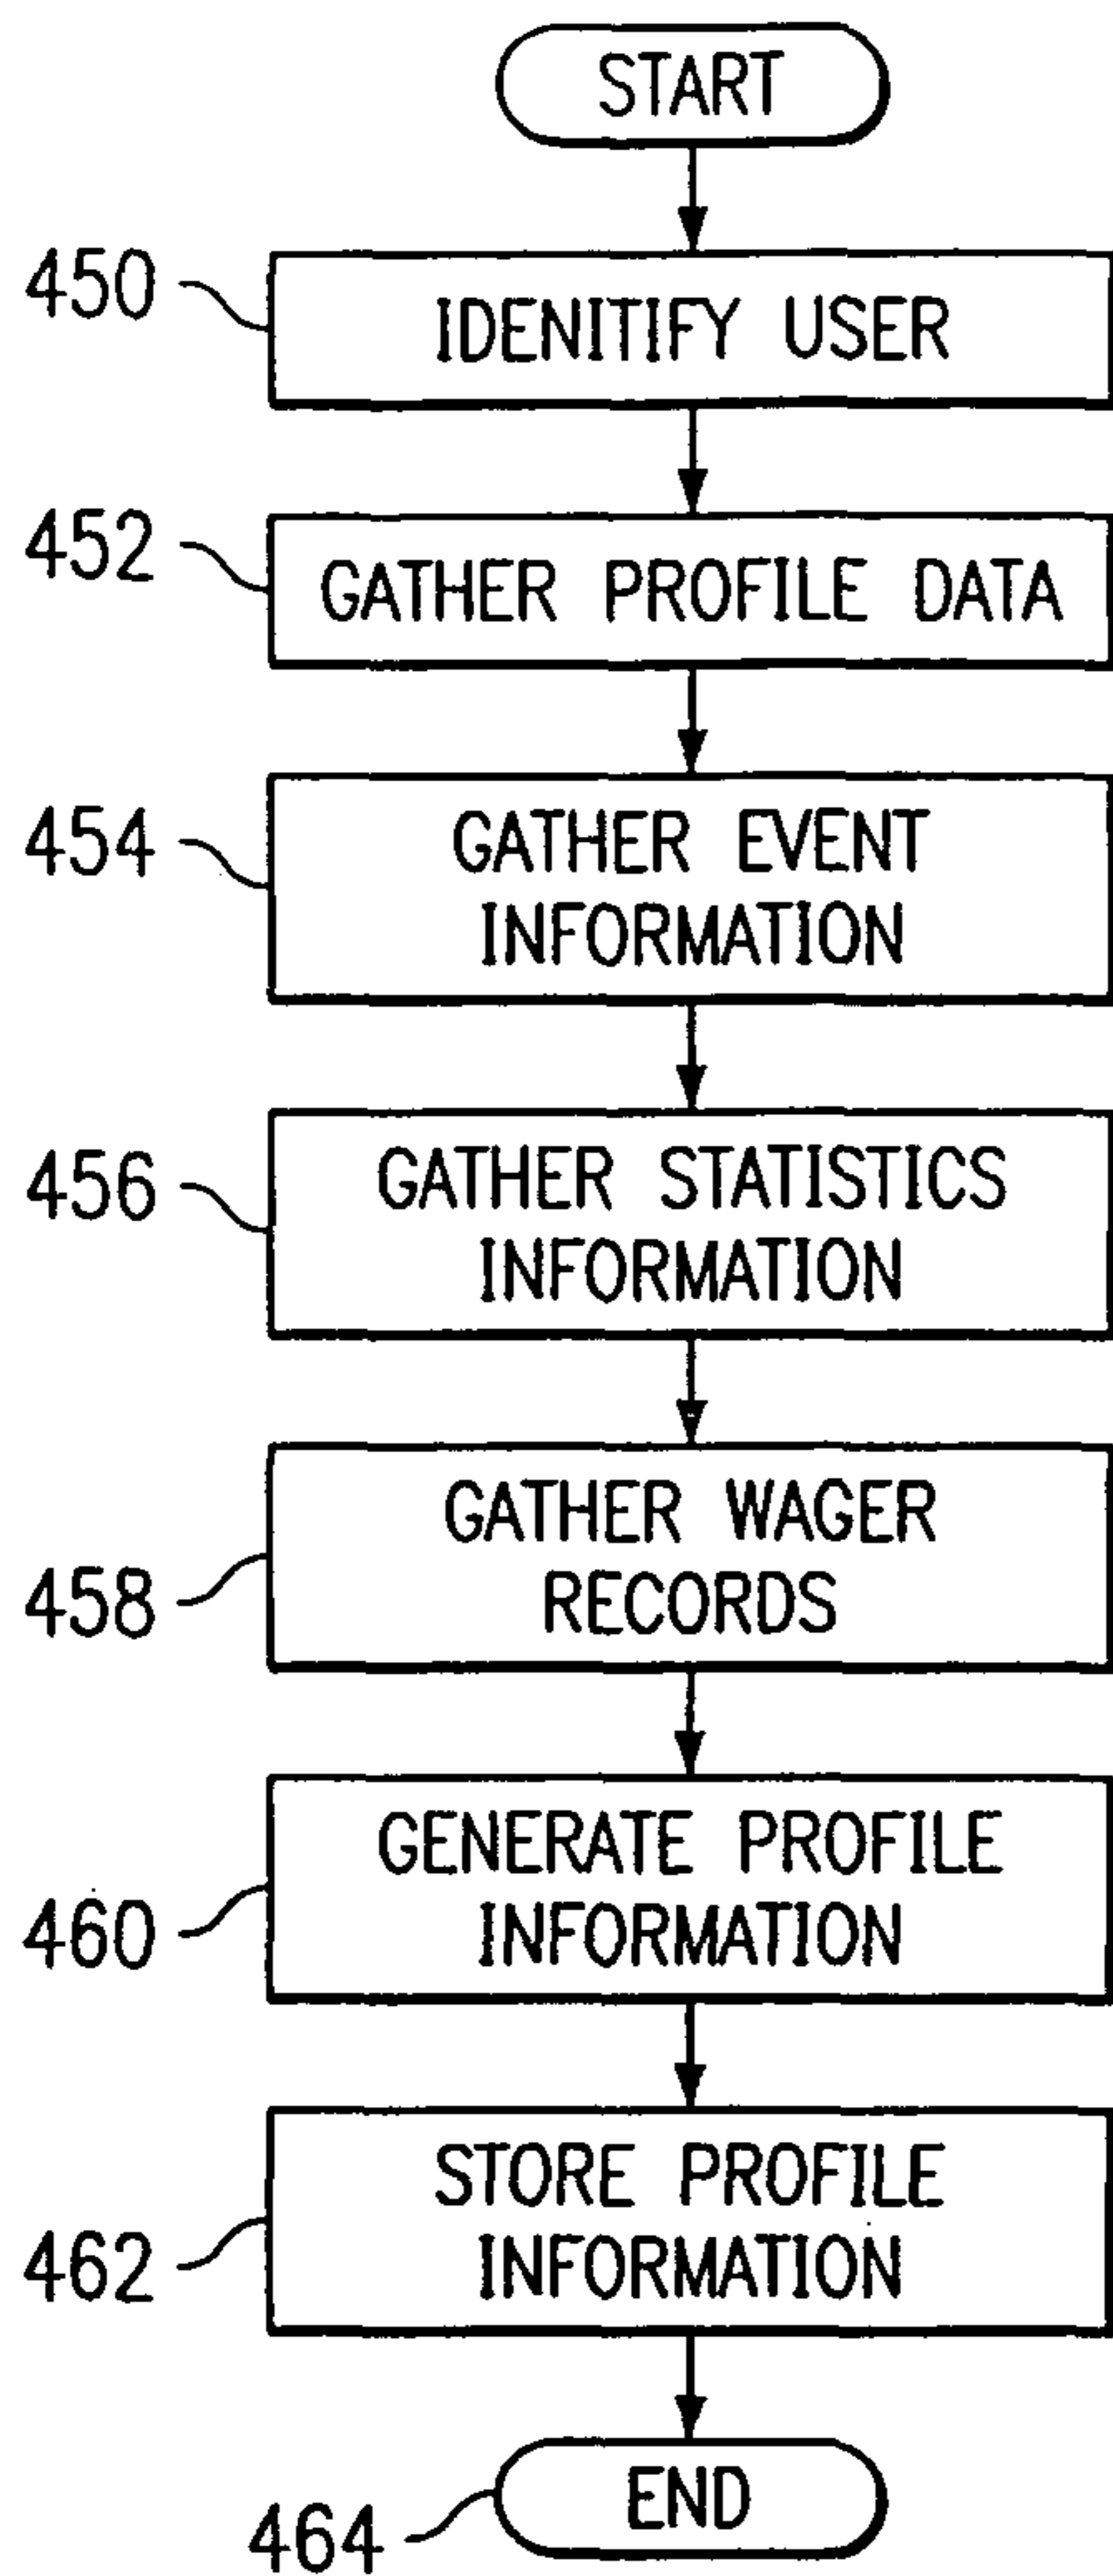 START
450
IDENITIFY USER
452
GATHER PROFILE DATA
454
GATHER EVENT
INFORMATION
456
GATHER STATISTICS
INFORMATION
458
GATHER WAGER
RECORDS
460
GENERATE PROFILE
INFORMATION
462
STORE PROFILE
INFORMATION
END
464